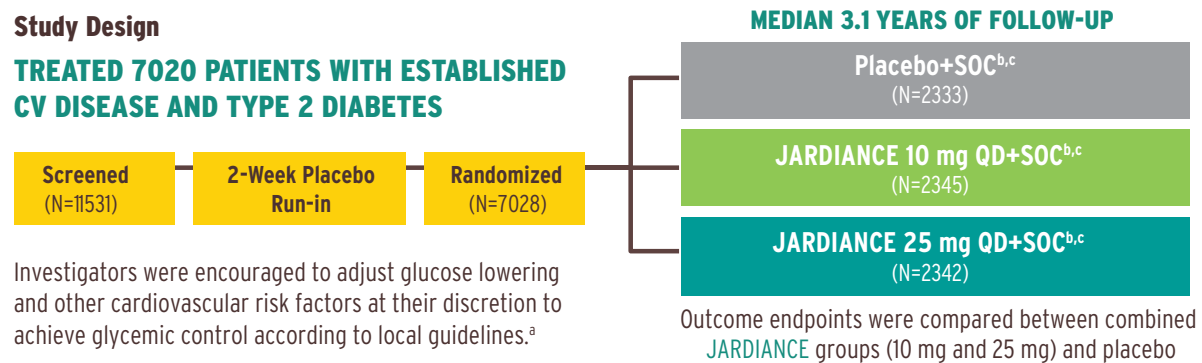 Study Design
TREATED 7020 PATIENTS WITH ESTABLISHED
CV DISEASE AND TYPE 2 DIABETES
Screened
(N=11531)
2-Week Placebo
Run-in
Randomized
(N=7028)
Investigators were encouraged to adjust glucose lowering
and other cardiovascular risk factors at their discretion to
achieve glycemic control according to local guidelines.ᵃ
MEDIAN 3.1 YEARS OF FOLLOW-UP
Placebo+SOCᵇ,ᶜ
(N=2333)
JARDIANCE 10 mg QD+SOCᵇ,ᶜ
(N=2345)
JARDIANCE 25 mg QD+SOCᵇ,ᶜ
(N=2342)
Outcome endpoints were compared between combined
JARDIANCE groups (10 mg and 25 mg) and placebo